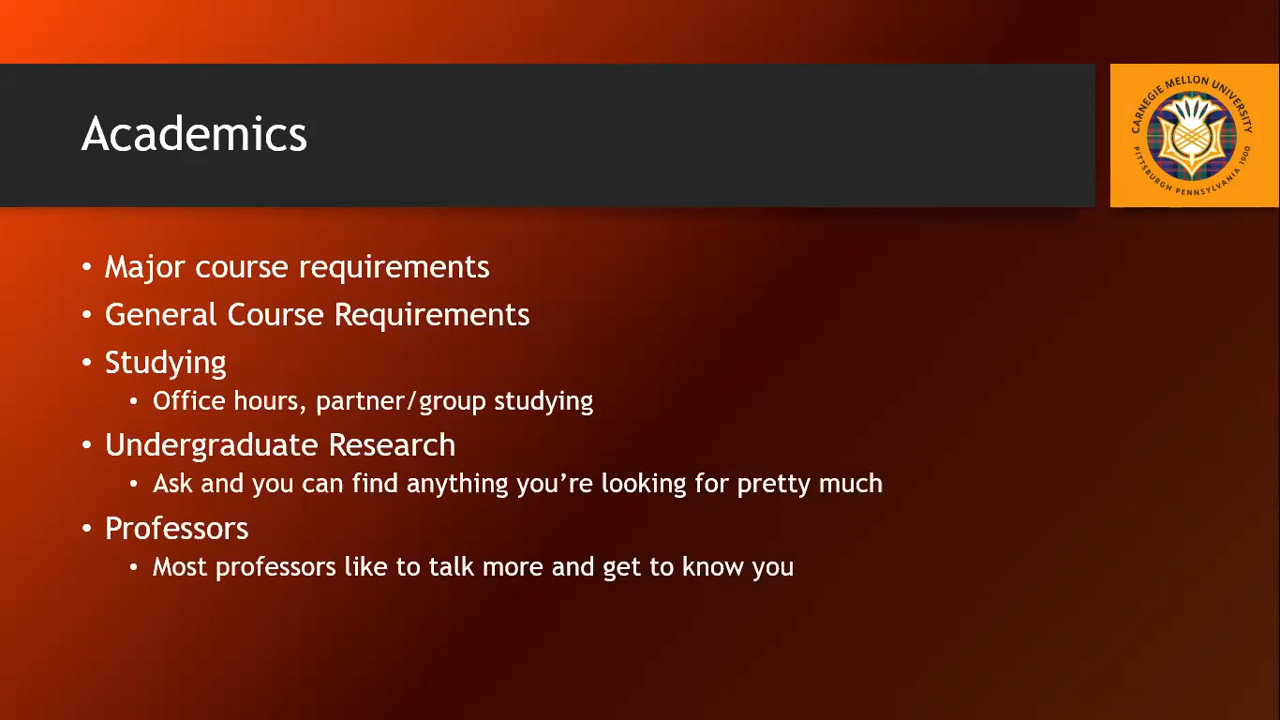 Academics
CARNEGIE MELLON UNIVERSITY
PITTSBURGH PENNSYLVANIA 1900
• Major course requirements
• General Course Requirements
• Studying
• Office hours, partner/group studying
• Undergraduate Research
• Ask and you can find anything you’re looking for pretty much
• Professors
• Most professors like to talk more and get to know you